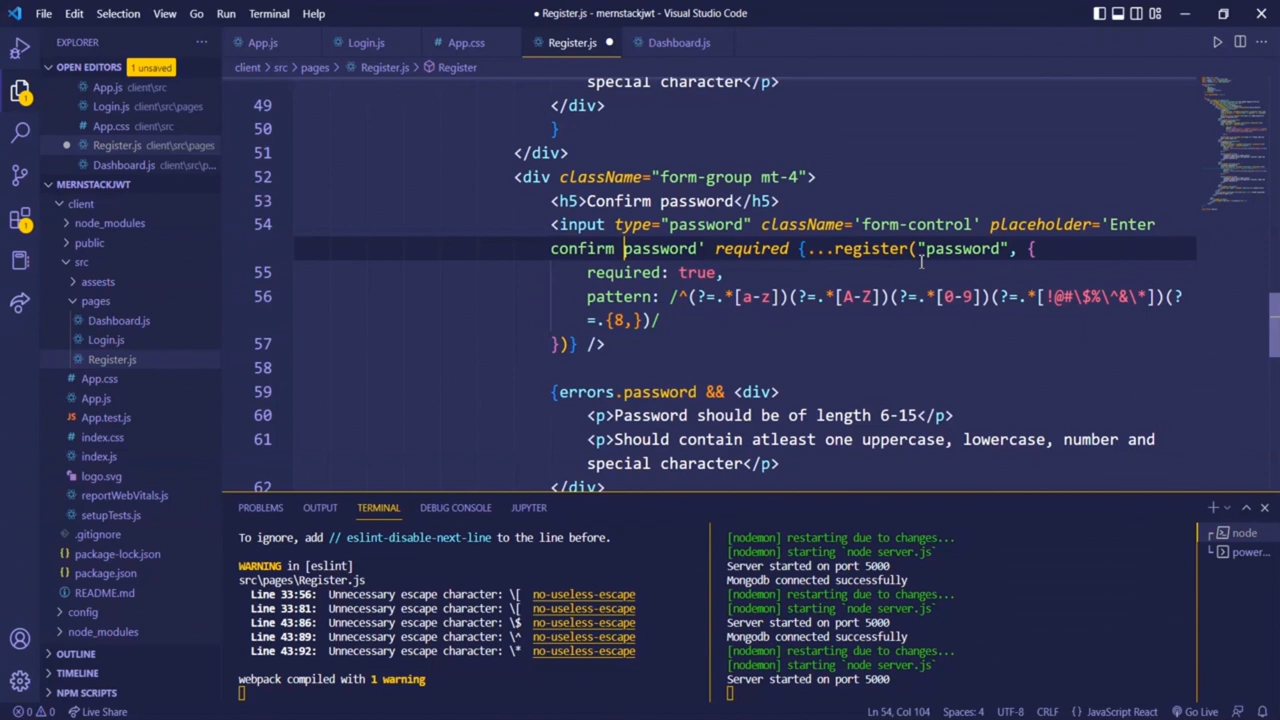 File Edit Selection View Go Run Terminal Help
● Register.js - mernstackjwt - Visual Studio Code
EXPLORER
OPEN EDITORS 1 unsaved
App.js client\src
Login.js client\src\pages
App.css client\src
Register.js client\src\pages
Dashboard.js client\src\p...
MERNSTACKJWT
client
node_modules
public
src
assests
pages
Dashboard.js
Login.js
Register.js
App.css
App.js
App.test.js
index.css
index.js
logo.svg
reportWebVitals.js
setupTests.js
.gitignore
package-lock.json
package.json
README.md
config
node_modules
OUTLINE
TIMELINE
NPM SCRIPTS
App.js Login.js App.css Register.js Dashboard.js
client > src > pages > Register.js > Register
special character</p>
49 </div>
50 }
51 </div>
52 <div className="form-group mt-4">
53 <h5>Confirm password</h5>
54 <input type="password" className='form-control' placeholder='Enter
confirm password' required {...register("password", {
55 required: true,
56 pattern: /^(?=.*[a-z])(?=.*[A-Z])(?=.*[0-9])(?=.*[!@#\$%\^&\*])(?
=.{8,})/
57 })} />
58
59 {errors.password && <div>
60 <p>Password should be of length 6-15</p>
61 <p>Should contain atleast one uppercase, lowercase, number and
special character</p>
62 </div>
PROBLEMS OUTPUT TERMINAL DEBUG CONSOLE JUPYTER
To ignore, add // eslint-disable-next-line to the line before.
WARNING in [eslint]
src\pages\Register.js
Line 33:56: Unnecessary escape character: \[ no-useless-escape
Line 33:81: Unnecessary escape character: \[ no-useless-escape
Line 43:86: Unnecessary escape character: \$ no-useless-escape
Line 43:89: Unnecessary escape character: \^ no-useless-escape
Line 43:92: Unnecessary escape character: \* no-useless-escape
webpack compiled with 1 warning
[nodemon] restarting due to changes...
[nodemon] starting `node server.js`
Server started on port 5000
Mongodb connected successfully
[nodemon] restarting due to changes...
[nodemon] starting `node server.js`
Server started on port 5000
Mongodb connected successfully
[nodemon] restarting due to changes...
[nodemon] starting `node server.js`
Server started on port 5000
node
power...
0 0 Live Share
Ln 54, Col 104 Spaces: 4 UTF-8 CRLF {} JavaScript React Go Live